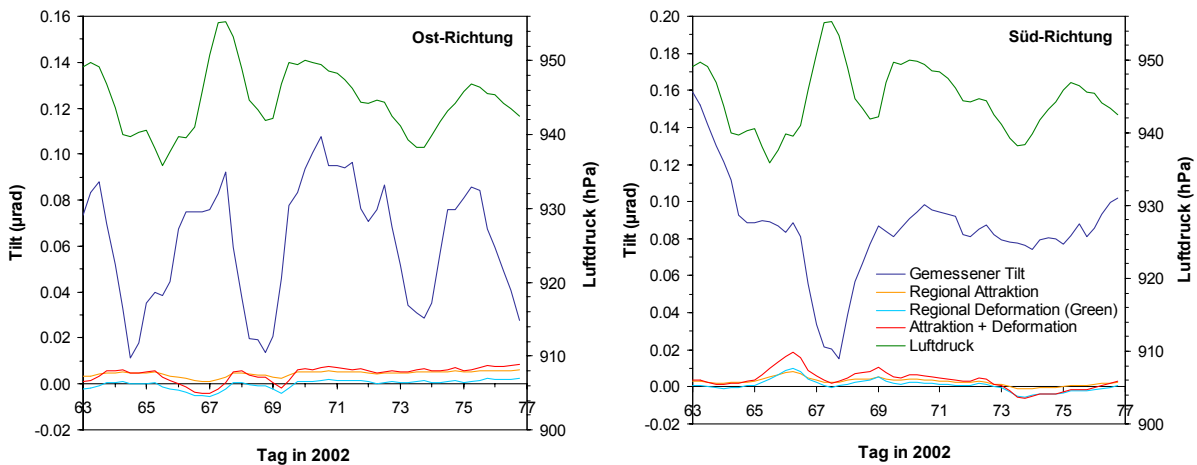 Ost-Richtung
Tilt (µrad)
0.16
0.14
0.12
0.10
0.08
0.06
0.04
0.02
0.00
-0.02
63 65 67 69 71 73 75 77
Tag in 2002
950
940
930
920
910
900
Luftdruck (hPa)
Süd-Richtung
Tilt (µrad)
0.20
0.18
0.16
0.14
0.12
0.10
0.08
0.06
0.04
0.02
0.00
-0.02
63 65 67 69 71 73 75 77
Tag in 2002
950
940
930
920
910
900
Luftdruck (hPa)
Gemessener Tilt
Regional Attraktion
Regional Deformation (Green)
Attraktion + Deformation
Luftdruck